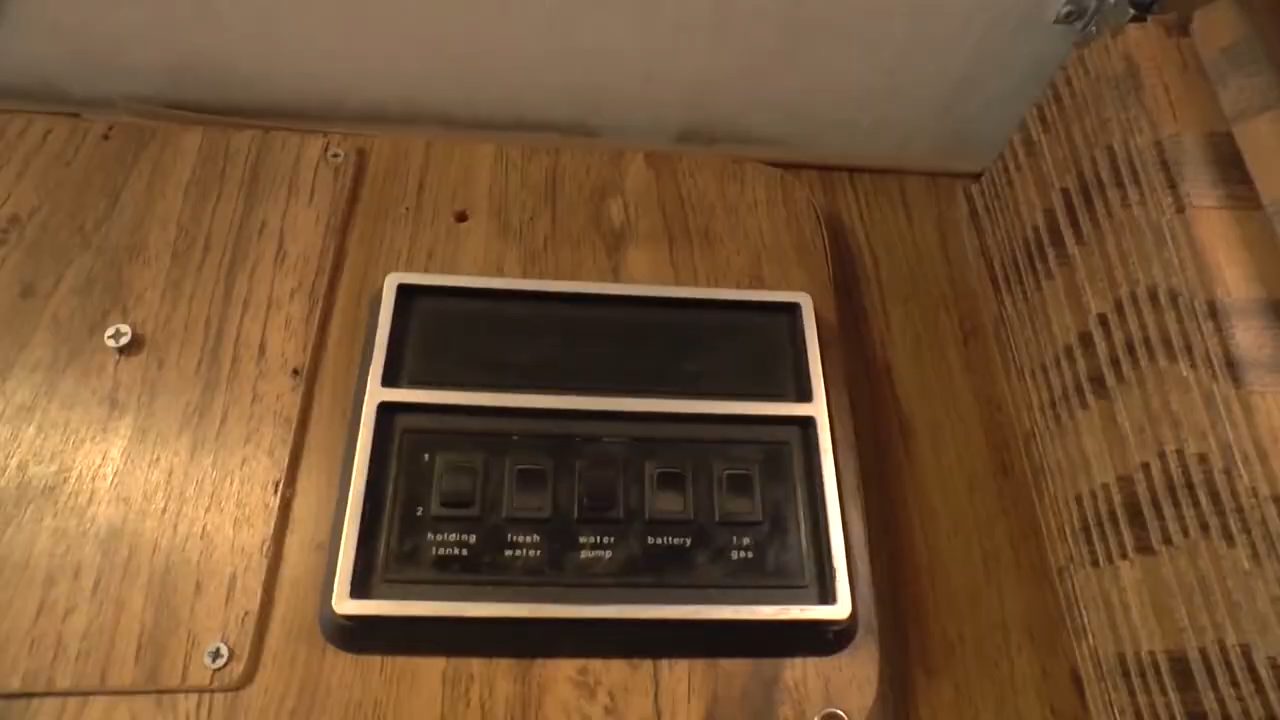 1
2
holding
tanks
fresh
water
water
pump
battery
l.p.
gas